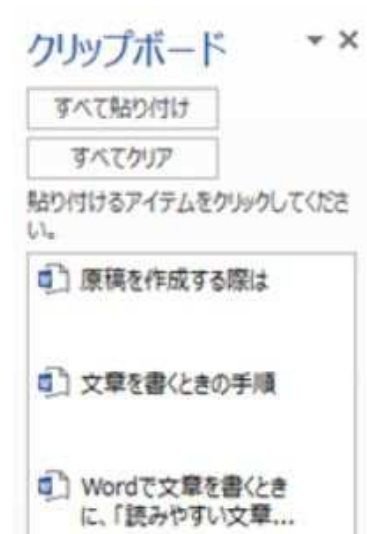 クリップボード
すべて貼り付け
すべてクリア
貼り付けるアイテムをクリックしてくださ
い。
原稿を作成する際は
文章を書くときの手順
Wordで文章を書くとき
に、「読みやすい文章...